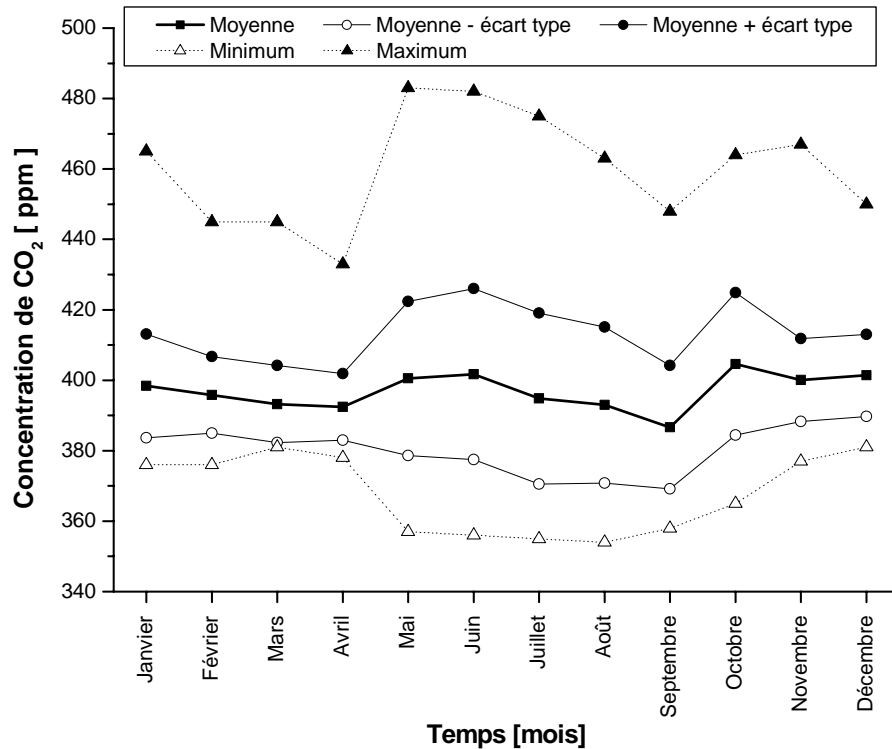 Moyenne Moyenne - écart type Moyenne + écart type
Minimum Maximum
500
480
460
440
420
400
380
360
340
Concentration de CO₂ [ ppm ]
Janvier
Février
Mars
Avril
Mai
Juin
Juillet
Août
Septembre
Octobre
Novembre
Décembre
Temps [mois]